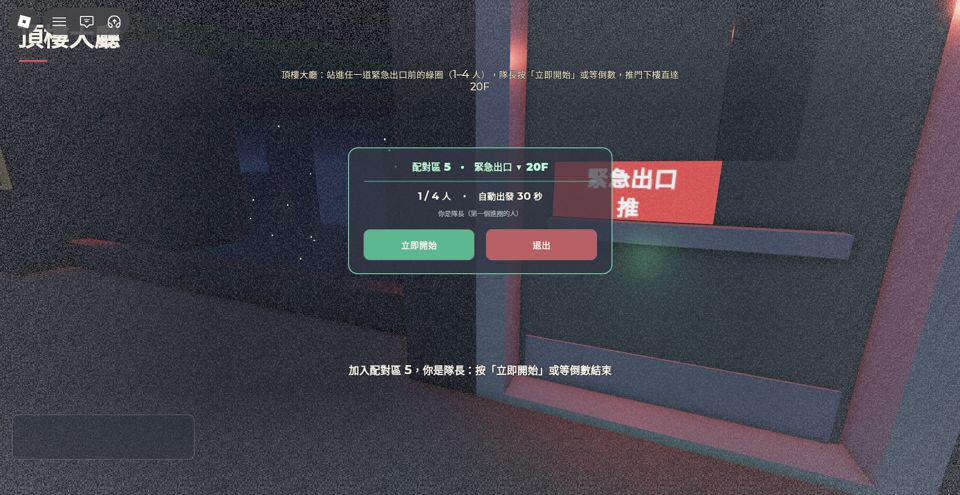 頂樓大廳
頂樓大廳：站進任一道緊急出口前的綠圈（1–4 人），隊長按「立即開始」或等倒數，推門下樓直達
20F
配對區 5 • 緊急出口 ▼ 20F
1 / 4 人 • 自動出發 30 秒
你是隊長（第一個進圈的人）
立即開始
退出
緊急出口
推
加入配對區 5，你是隊長：按「立即開始」或等倒數結束